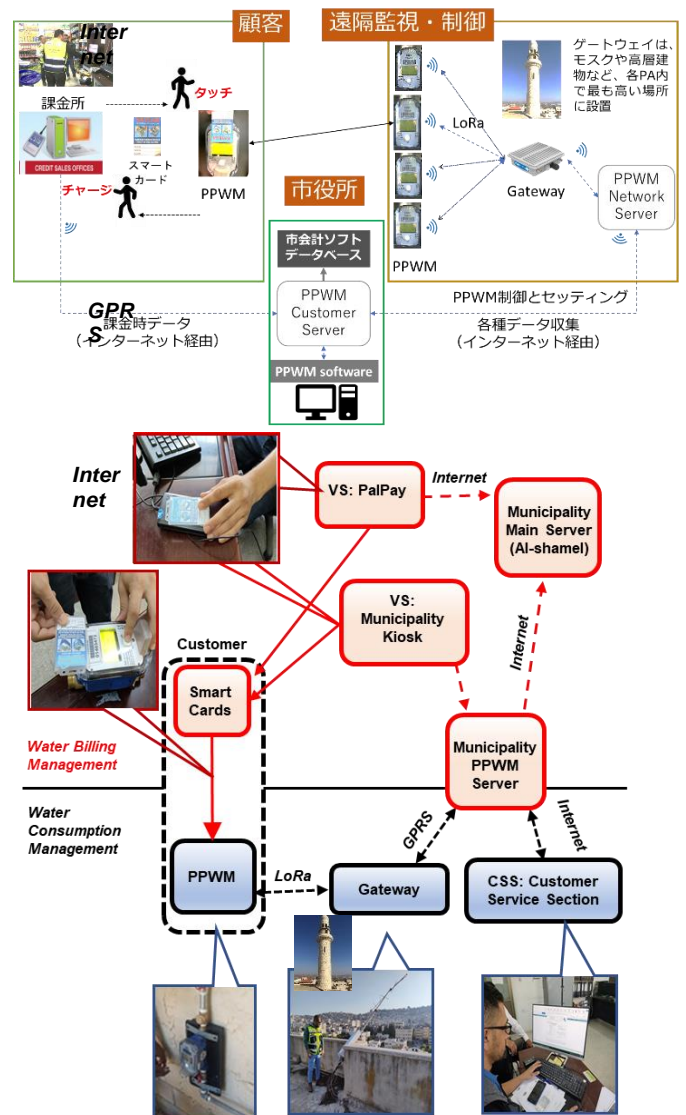 顧客
遠隔監視・制御
Inter
net
課金所
タッチ
CREDIT SALES OFFICES
スマート
カード
チャージ
PPWM
LoRa
ゲートウェイは、
モスクや高層建
物など、各PA内
で最も高い場所
に設置
Gateway
PPWM
Network
Server
PPWM
市役所
市会計ソフト
データベース
PPWM
Customer
Server
PPWM software
GPR
S
課金時データ
（インターネット経由）
PPWM制御とセッティング
各種データ収集
（インターネット経由）
Inter
net
VS: PalPay
Internet
Municipality
Main Server
(Al-shamel)
VS:
Municipality
Kiosk
Internet
Customer
Smart
Cards
Water Billing
Management
Municipality
PPWM
Server
Water
Consumption
Management
GPRS
Internet
PPWM
LoRa
Gateway
CSS: Customer
Service Section